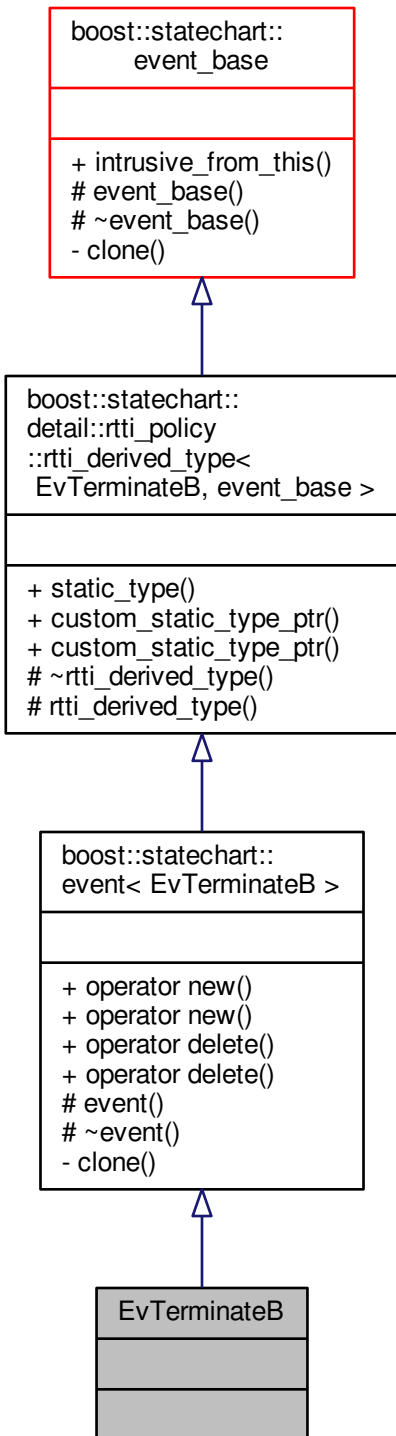 boost::statechart::
event_base
+ intrusive_from_this()
# event_base()
# ~event_base()
- clone()
boost::statechart::
detail::rtti_policy
::rtti_derived_type<
EvTerminateB, event_base >
+ static_type()
+ custom_static_type_ptr()
+ custom_static_type_ptr()
# ~rtti_derived_type()
# rtti_derived_type()
boost::statechart::
event< EvTerminateB >
+ operator new()
+ operator new()
+ operator delete()
+ operator delete()
# event()
# ~event()
- clone()
EvTerminateB